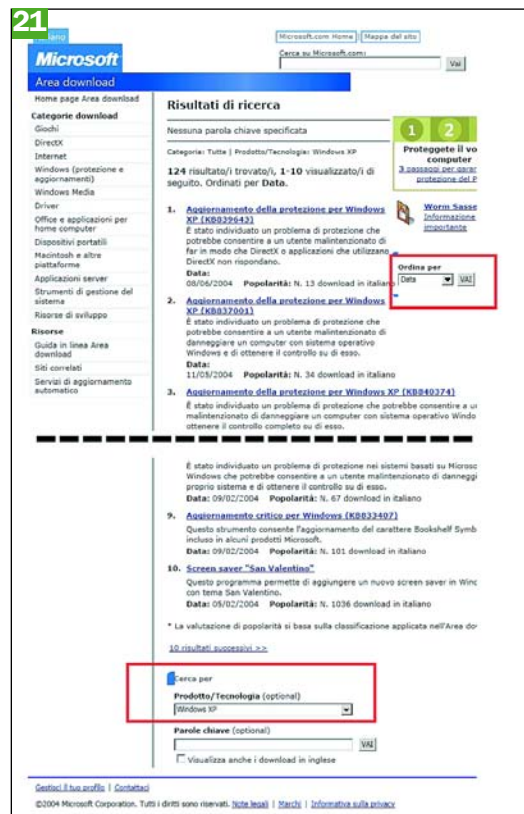 21
Microsoft.com Home | Mappa del sito
Cerca su Microsoft.com:
Vai
Microsoft
Area download
Home page Area download
Categorie download
Giochi
DirectX
Internet
Windows (protezione e
aggiornamenti)
Windows Media
Driver
Office e applicazioni per
home computer
Dispositivi portatili
Macintosh e altre
piattaforme
Applicazioni server
Strumenti di gestione del
sistema
Risorse di sviluppo
Risorse
Guida in linea Area
download
Siti correlati
Servizi di aggiornamento
automatico
Risultati di ricerca
Nessuna parola chiave specificata
Categoria: Tutte | Prodotto/Tecnologia: Windows XP
124 risultato/i trovato/i, 1-10 visualizzato/i di
seguito. Ordinati per Data.
1. Aggiornamento della protezione per Windows
XP (KB839643)
È stato individuato un problema di protezione che
potrebbe consentire a un utente malintenzionato di
far in modo che DirectX o applicazioni che utilizzano
DirectX non rispondano.
Data:
08/06/2004 Popolarità: N. 13 download in italiano
2. Aggiornamento della protezione per Windows
XP (KB837001)
È stato individuato un problema di protezione che
potrebbe consentire a un utente malintenzionato di
danneggiare un computer con sistema operativo
Windows e di ottenere il controllo su di esso.
Data:
11/05/2004 Popolarità: N. 34 download in italiano
3. Aggiornamento della protezione per Windows XP (KB840374)
È stato individuato un problema di protezione che potrebbe consentire a ur
malintenzionato di danneggiare un computer con sistema operativo Windo
ottenere il controllo completo su di esso.
1 2
Proteggete il vo
computer
3 passaggi per garar
protezione del P
Worm Sasse
Informazione
importante
Ordina per
Data
VAI
È stato individuato un problema di protezione nei sistemi basati su Microsc
Windows che potrebbe consentire a un utente malintenzionato di danneggi
proprio sistema e di ottenere il controllo su di esso.
Data: 09/02/2004 Popolarità: N. 67 download in italiano
9. Aggiornamento critico per Windows (KB833407)
Questo strumento consente l'aggiornamento del carattere Bookshelf Symb
incluso in alcuni prodotti Microsoft.
Data: 09/02/2004 Popolarità: N. 101 download in italiano
10. Screen saver "San Valentino"
Questo programma permette di aggiungere un nuovo screen saver in Winc
con tema San Valentino.
Data: 05/02/2004 Popolarità: N. 1036 download in italiano
* La valutazione di popolarità si basa sulla classificazione applicata nell'Area dov
10 risultati successivi >>
Cerca per
Prodotto/Tecnologia (optional)
Windows XP
Parole chiave (optional)
VAI
Visualizza anche i download in inglese
Gestisci il tuo profilo | Contattaci
©2004 Microsoft Corporation. Tutti i diritti sono riservati. Note legali | Marchi | Informativa sulla privacy